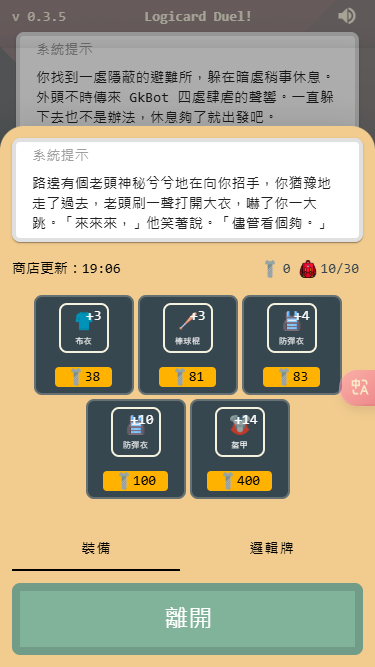 v 0.3.5 Logicard Duel!
系統提示
你找到一處隱蔽的避難所，躲在暗處稍事休息。
外頭不時傳來 GkBot 四處肆虐的聲響。一直躲
下去也不是辦法，休息夠了就出發吧。
系統提示
路邊有個老頭神秘兮兮地在向你招手，你猶豫地
走了過去，老頭刷一聲打開大衣，嚇了你一大
跳。「來來來，」他笑著說。「儘管看個夠。」
商店更新：19:06 0 10/30
+3 +3 +4
布衣 棒球棍 防彈衣
38 81 83
+10 +14
防彈衣 盔甲
100 400
裝備 邏輯牌
離開